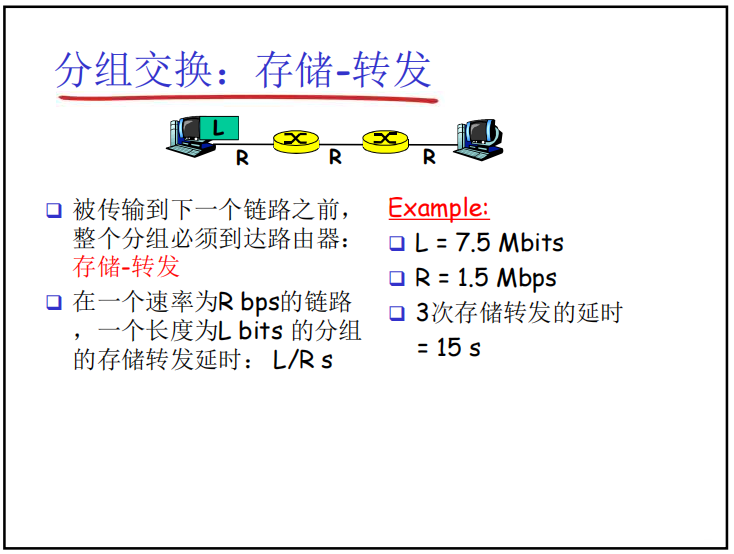 分组交换：存储-转发
L
R R R
被传输到下一个链路之前，
整个分组必须到达路由器：
存储-转发
在一个速率为R bps的链路
，一个长度为L bits 的分组
的存储转发延时： L/R s
Example:
L = 7.5 Mbits
R = 1.5 Mbps
3次存储转发的延时
= 15 s